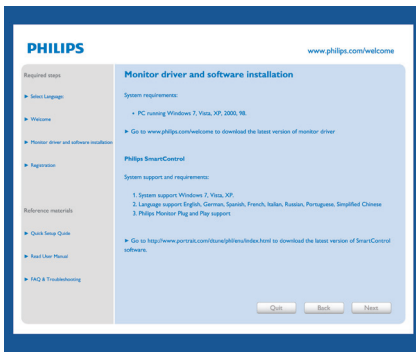 PHILIPS
www.philips.com/welcome
Required steps
► Select Language:
► Welcome
► Monitor driver and software installation
► Registration
Reference materials
► Quick Setup Quide
► Read User Manual
► FAQ & Troubleshooting
Monitor driver and software installation
System requirements:
• PC running Windows 7, Vista, XP, 2000, 98.
► Go to www.philips.com/welcome to download the latest version of monitor driver
Philips SmartControl
System support and requirements:
1. System support Windows 7, Vista, XP.
2. Language support English, German, Spanish, French, Italian, Russian, Portuguese, Simplified Chinese
3. Philips Monitor Plug and Play support
► Go to http://www.portrait.com/dtune/phl/enu/index.html to download the latest version of SmartControl
software.
Quit
Back
Next